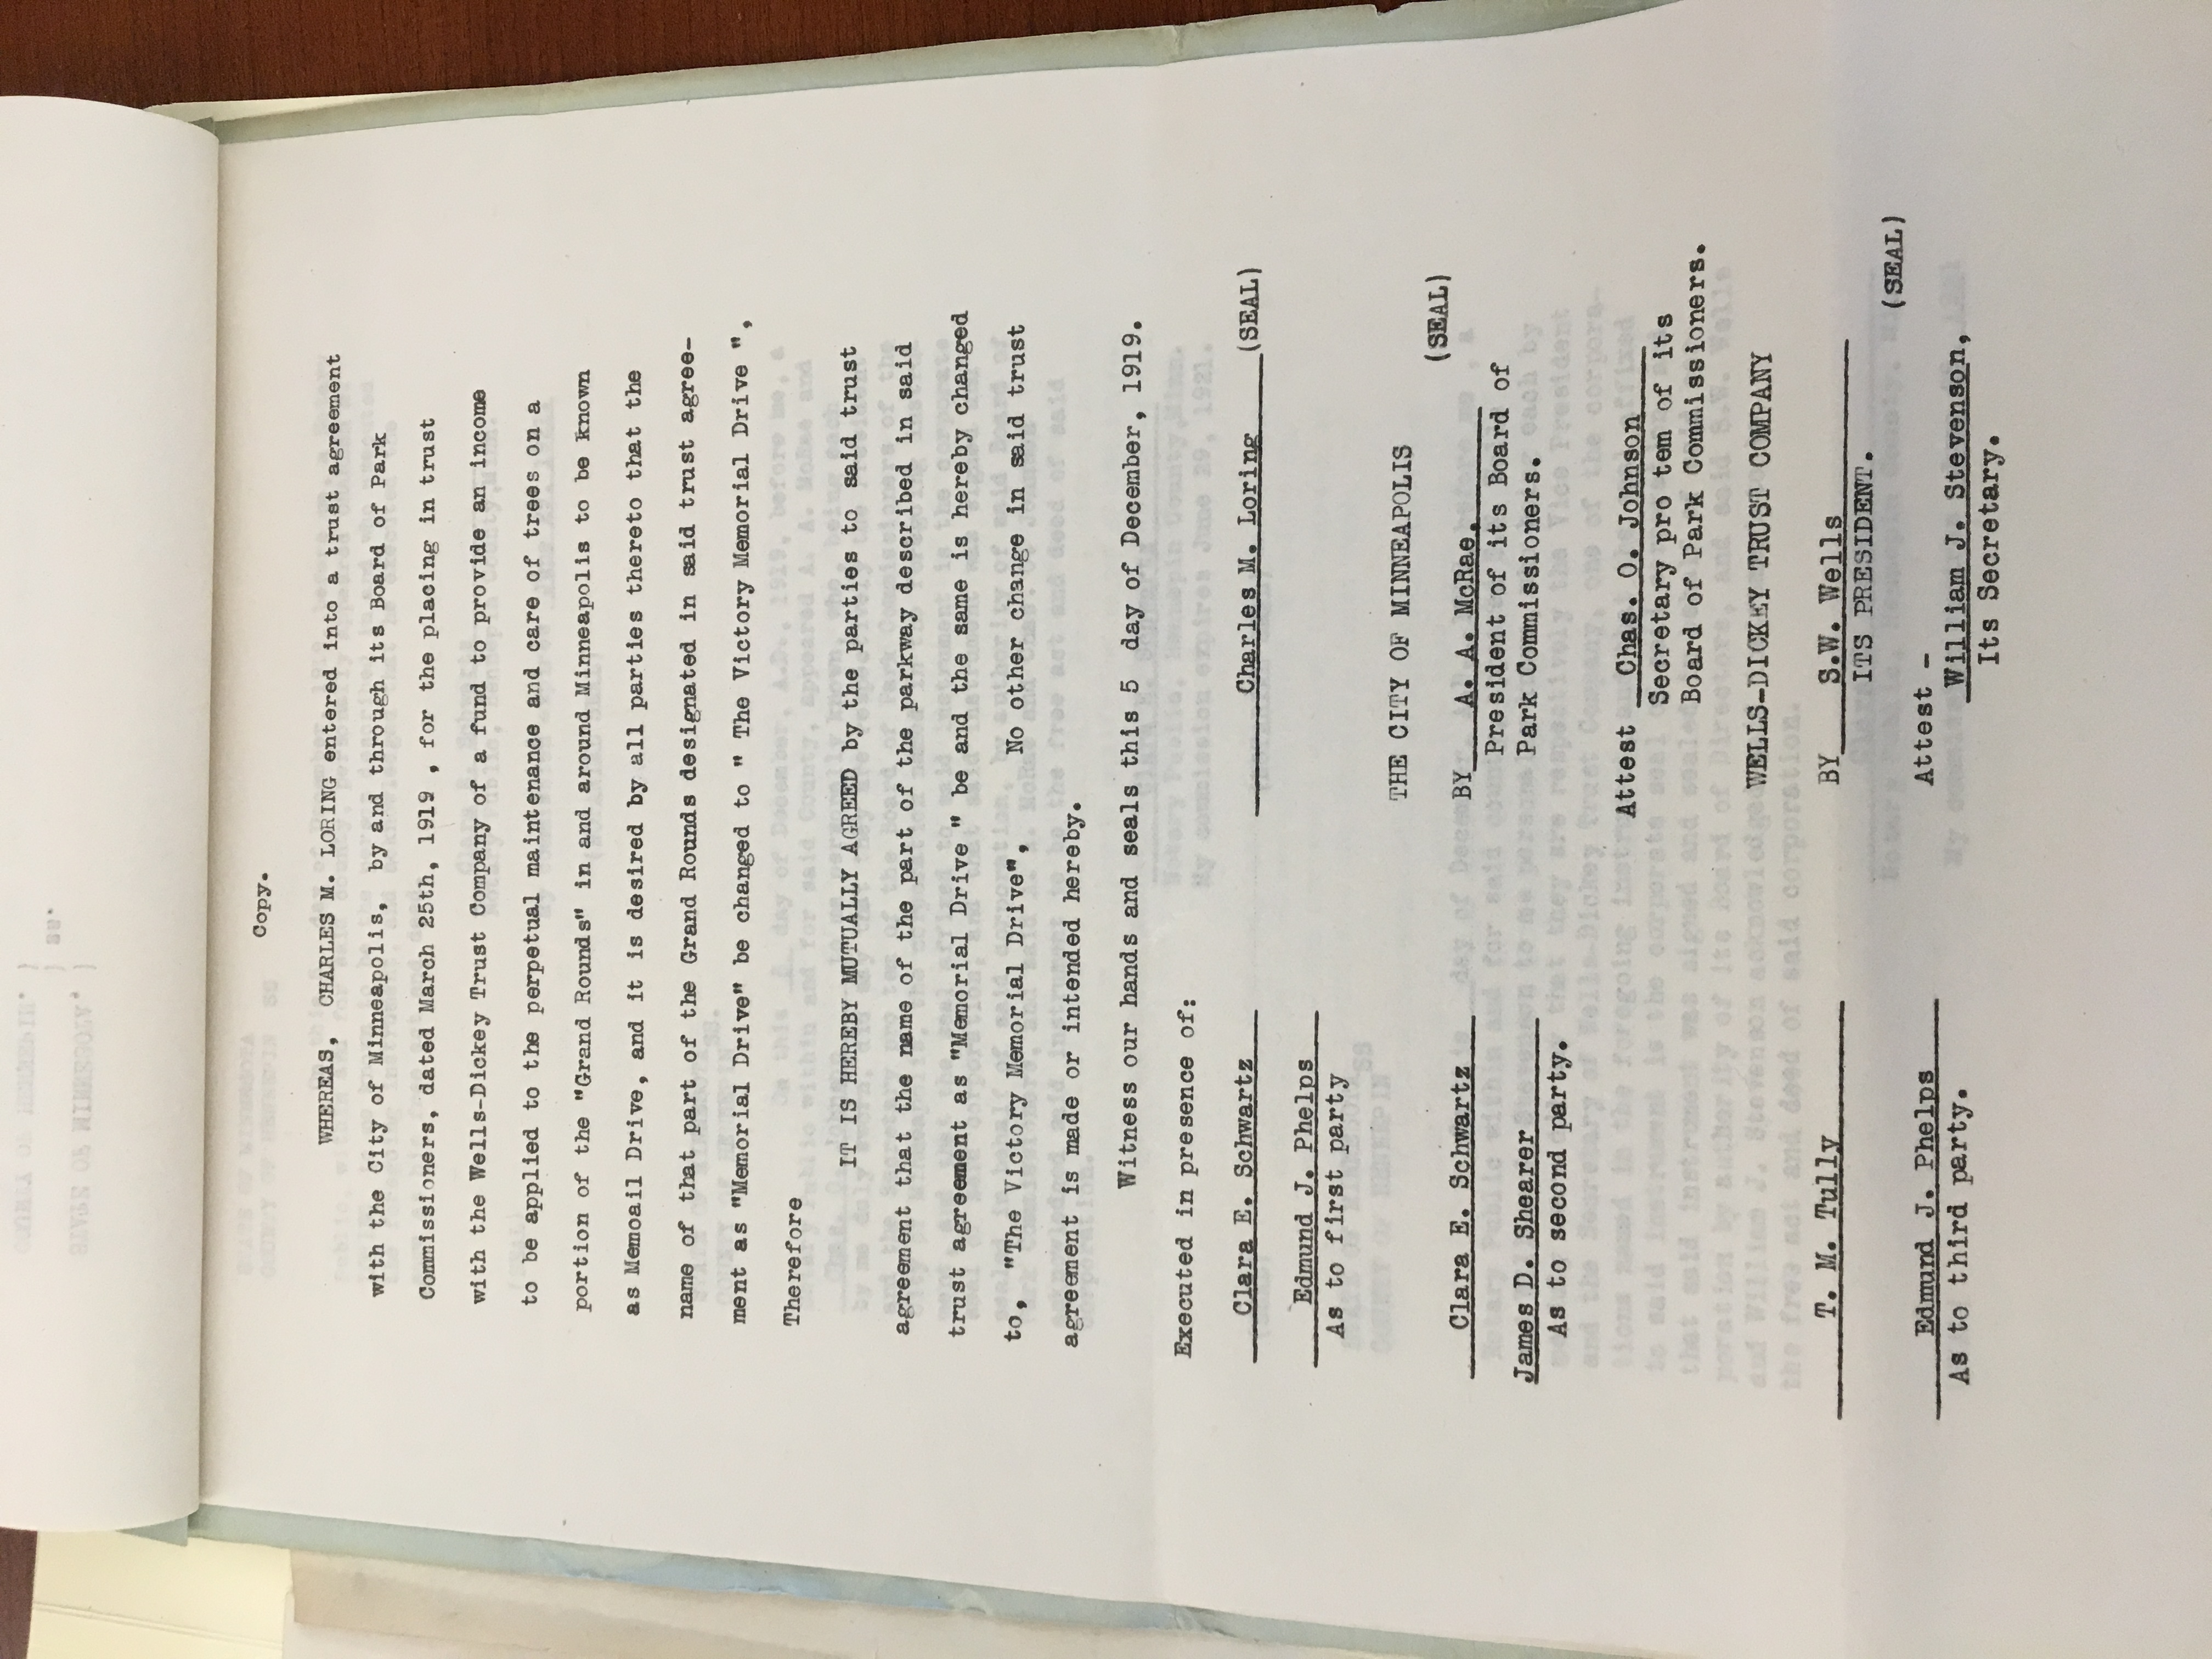 Copy.
WHEREAS, CHARLES M. LORING entered into a trust agreement
with the City of Minneapolis, by and through its Board of Park
Commissioners, dated March 25th, 1919 , for the placing in trust
with the Wells-Dickey Trust Company of a fund to provide an income
to be applied to the perpetual maintenance and care of trees on a
portion of the "Grand Rounds" in and around Minneapolis to be known
as Memoail Drive, and it is desired by all parties thereto that the
name of that part of the Grand Rounds designated in said trust agree-
ment as "Memorial Drive" be changed to " The Victory Memorial Drive ",
Therefore
IT IS HEREBY MUTUALLY AGREED by the parties to said trust
agreement that the name of the part of the parkway described in said
trust agreement as "Memorial Drive " be and the same is hereby changed
to, "The Victory Memorial Drive", No other change in said trust
agreement is made or intended hereby.
Witness our hands and seals this 5 day of December, 1919.
Executed in presence of:
Clara E. Schwartz Charles M. Loring (SEAL)
Edmund J. Phelps
As to first party
THE CITY OF MINNEAPOLIS
(SEAL)
Clara E. Schwartz BY A. A. McRae,
President of its Board of
James D. Shearer Park Commissioners.
As to second party.
Attest Chas. O. Johnson
Secretary pro tem of its
Board of Park Commissioners.
WELLS-DICKEY TRUST COMPANY
T. M. Tully BY S.W. Wells
ITS PRESIDENT.
(SEAL)
Edmund J. Phelps Attest -
As to third party. William J. Stevenson,
Its Secretary.